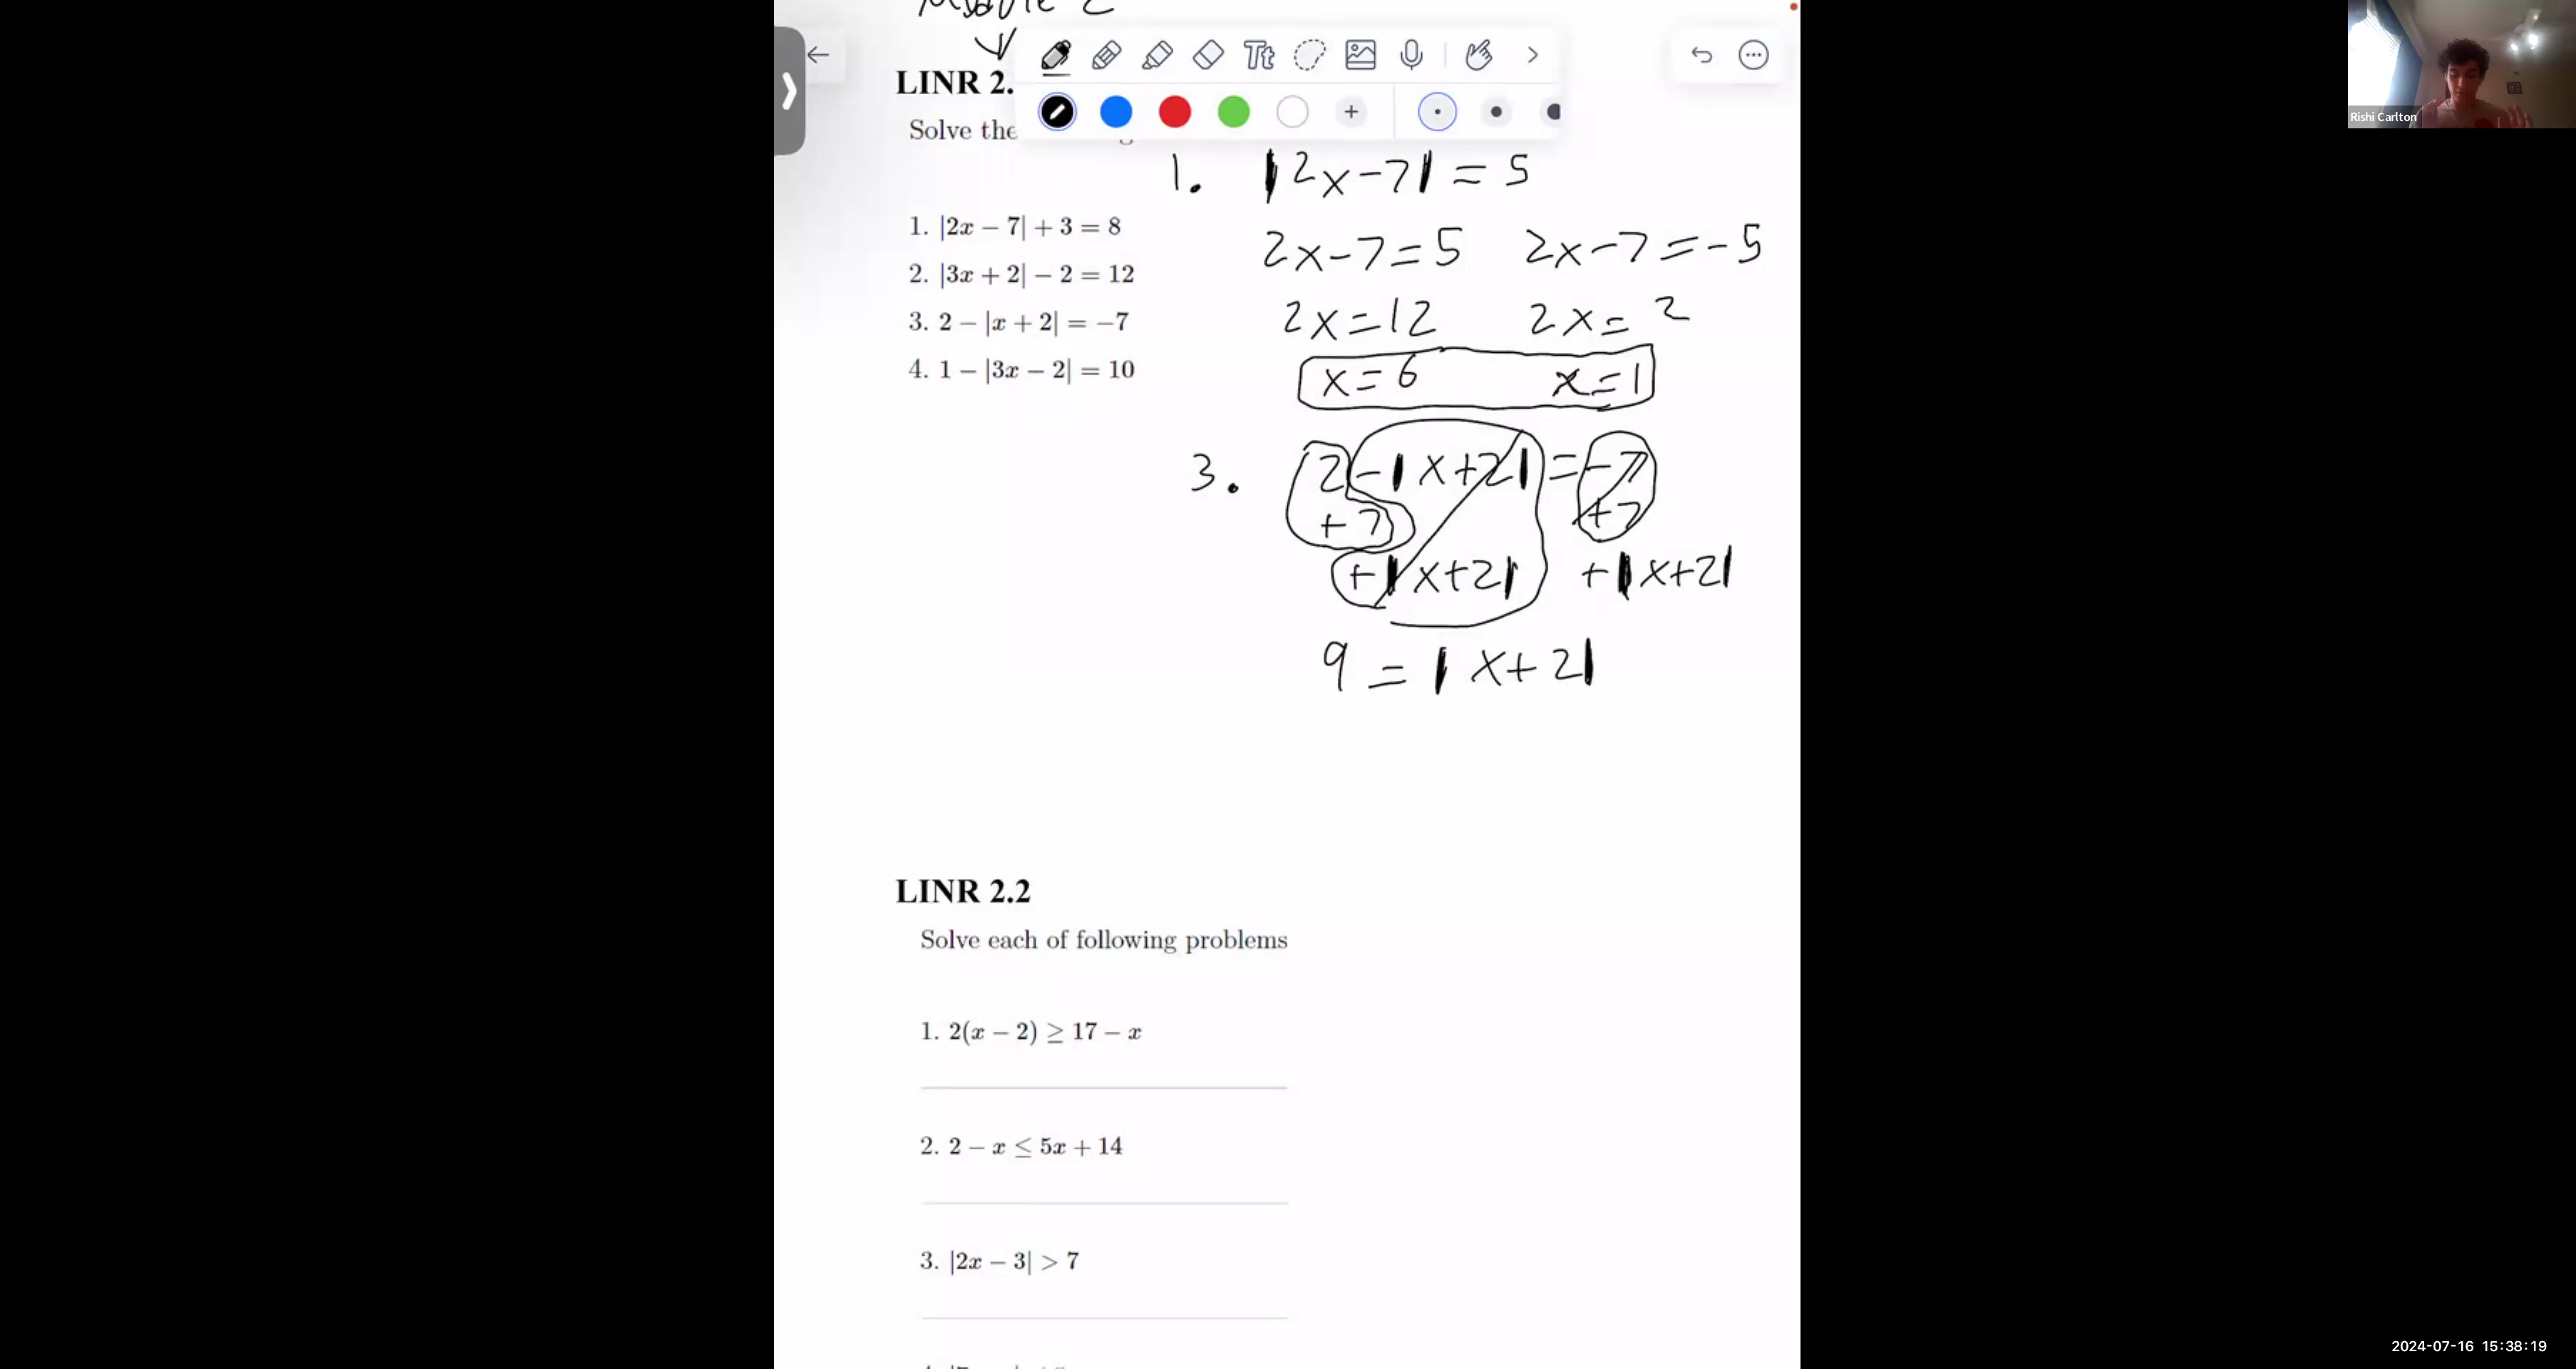 Module 2
Tt
LINR 2.
Solve the
1. |2x − 7| + 3 = 8
2. |3x + 2| − 2 = 12
3. 2 − |x + 2| = −7
4. 1 − |3x − 2| = 10
1. |2x-7| = 5
2x-7=5 2x-7=-5
2x=12 2x=2
x=6 x=1
3. 2-|x+2|=-7
+7 +7
+|x+2| +|x+2|
9 = |x+2|
LINR 2.2
Solve each of following problems
1. 2(x − 2) ≥ 17 − x
2. 2 − x ≤ 5x + 14
3. |2x − 3| > 7
Rishi Carlton
2024-07-16 15:38:19